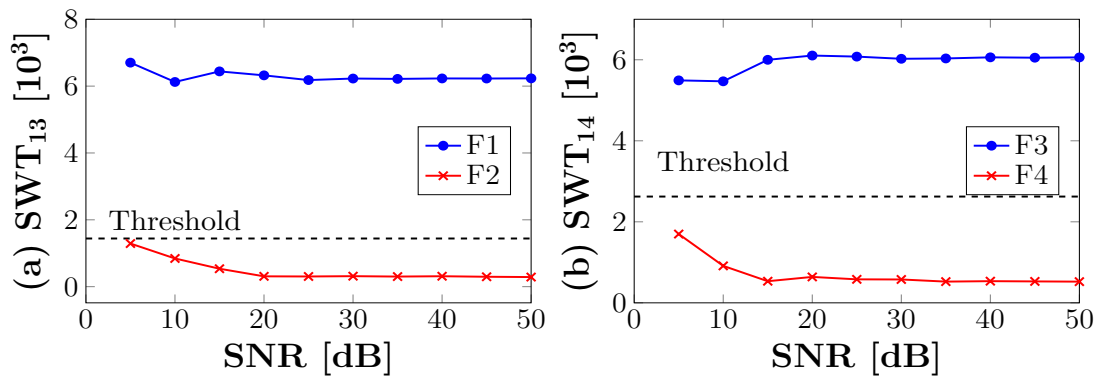 (a) SWT₁₃ [10³]
8
6
4
2
0
Threshold
F1
F2
0 10 20 30 40 50
SNR [dB]
(b) SWT₁₄ [10³]
6
4
2
0
Threshold
F3
F4
0 10 20 30 40 50
SNR [dB]